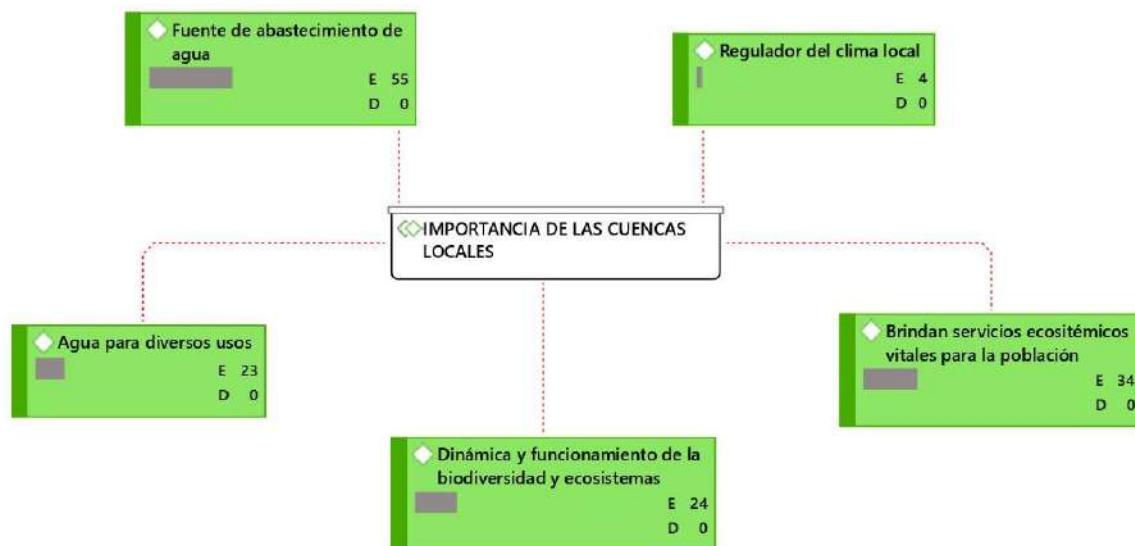 Fuente de abastecimiento de
agua
E 55
D 0
Regulador del clima local
E 4
D 0
IMPORTANCIA DE LAS CUENCAS
LOCALES
Agua para diversos usos
E 23
D 0
Brindan servicios ecositémicos
vitales para la población
E 34
D 0
Dinámica y funcionamiento de la
biodiversidad y ecosistemas
E 24
D 0